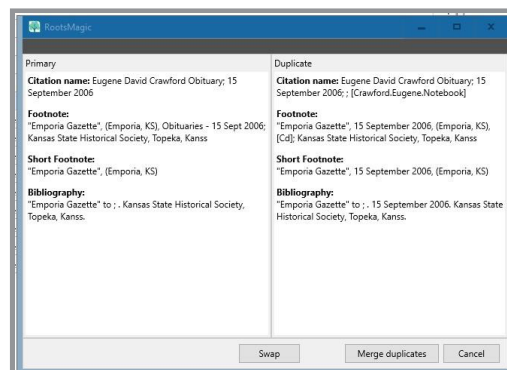 RootsMagic
Primary
Citation name: Eugene David Crawford Obituary; 15
September 2006
Footnote:
"Emporia Gazette", (Emporia, KS), Obituaries - 15 Sept 2006;
Kansas State Historical Society, Topeka, Kanss
Short Footnote:
"Emporia Gazette", (Emporia, KS)
Bibliography:
"Emporia Gazette" to ; . Kansas State Historical Society,
Topeka, Kanss.
Duplicate
Citation name: Eugene David Crawford Obituary; 15
September 2006; ; [Crawford.Eugene.Notebook]
Footnote:
"Emporia Gazette", 15 September 2006, (Emporia, KS),
[Cd]; Kansas State Historical Society, Topeka, Kanss
Short Footnote:
"Emporia Gazette", 15 September 2006, (Emporia, KS)
Bibliography:
"Emporia Gazette" to ; . 15 September 2006. Kansas State
Historical Society, Topeka, Kanss.
Swap
Merge duplicates
Cancel